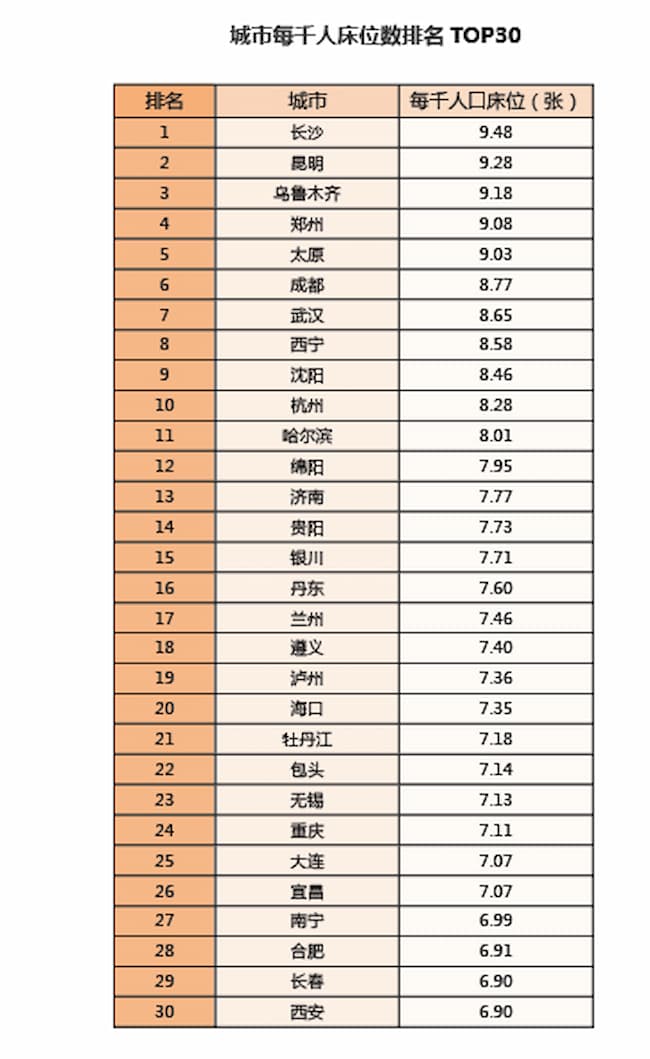 城市每千人床位数排名 TOP30
排名 城市 每千人口床位（张）
1 长沙 9.48
2 昆明 9.28
3 乌鲁木齐 9.18
4 郑州 9.08
5 太原 9.03
6 成都 8.77
7 武汉 8.65
8 西宁 8.58
9 沈阳 8.46
10 杭州 8.28
11 哈尔滨 8.01
12 绵阳 7.95
13 济南 7.77
14 贵阳 7.73
15 银川 7.71
16 丹东 7.60
17 兰州 7.46
18 遵义 7.40
19 泸州 7.36
20 海口 7.35
21 牡丹江 7.18
22 包头 7.14
23 无锡 7.13
24 重庆 7.11
25 大连 7.07
26 宜昌 7.07
27 南宁 6.99
28 合肥 6.91
29 长春 6.90
30 西安 6.90